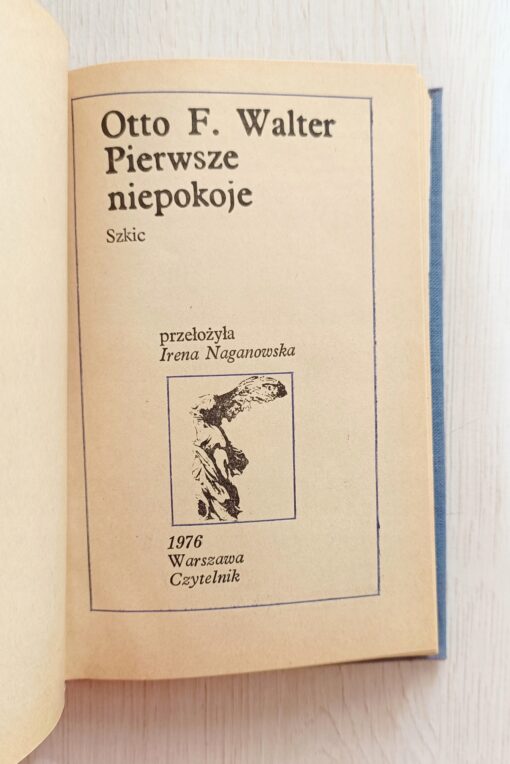 Otto F. Walter
Pierwsze
niepokoje
Szkic
przełożyła
Irena Naganowska
1976
Warszawa
Czytelnik